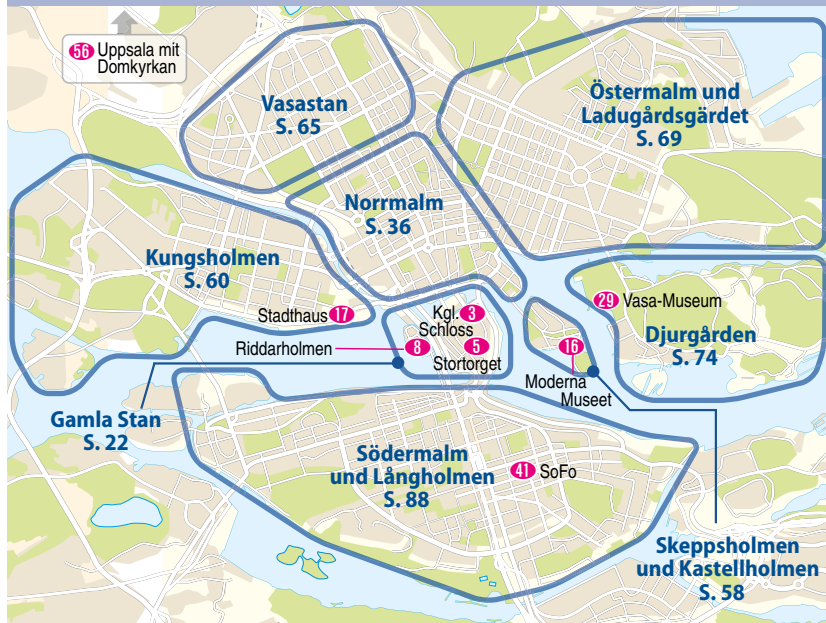 56 Uppsala mit
Domkyrkan
Vasastan
S. 65
Östermalm und
Ladugårdsgärdet
S. 69
Norrmalm
S. 36
Kungsholmen
S. 60
Stadthaus 17
Kgl. 3
Schloss
Riddarholmen 8
5
Stortorget
29 Vasa-Museum
Djurgården
S. 74
16
Moderna
Museet
Gamla Stan
S. 22
Södermalm
und Långholmen
S. 88
41 SoFo
Skeppsholmen
und Kastellholmen
S. 58